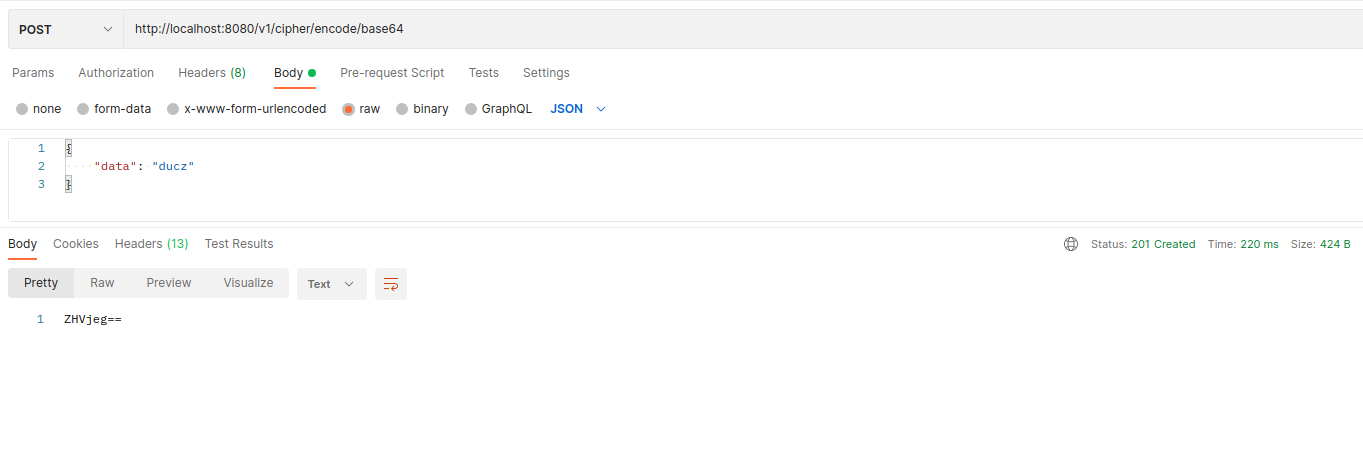 POST http://localhost:8080/v1/cipher/encode/base64
Params Authorization Headers (8) Body Pre-request Script Tests Settings
none form-data x-www-form-urlencoded raw binary GraphQL JSON
1 {
2 "data": "ducz"
3 }
Body Cookies Headers (13) Test Results Status: 201 Created Time: 220 ms Size: 424 B
Pretty Raw Preview Visualize Text
1 ZHVjeg==